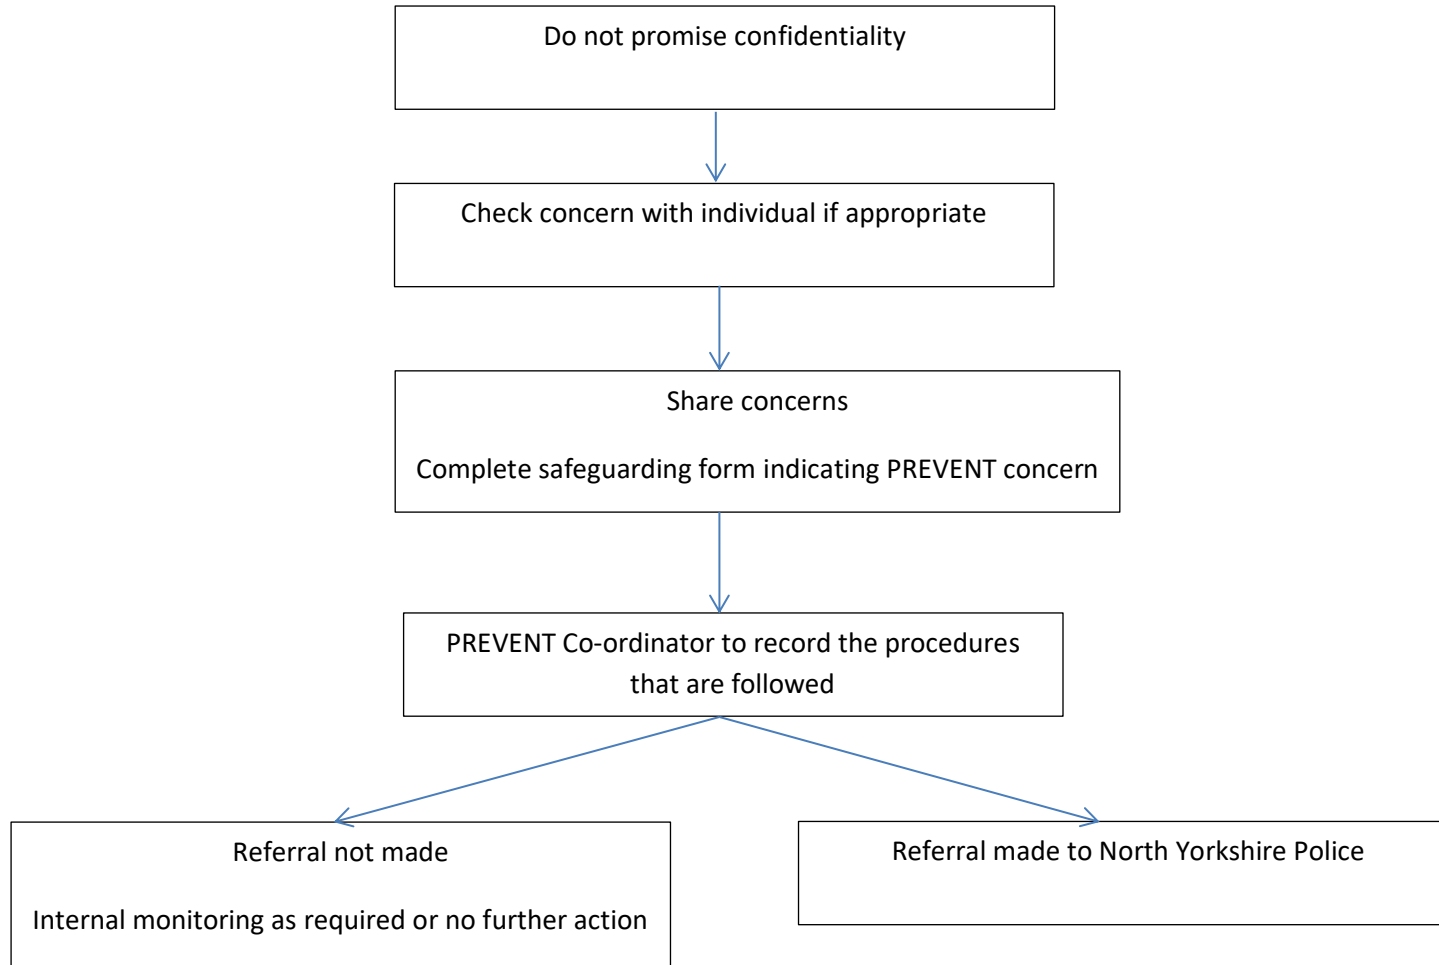 Do not promise confidentiality
Check concern with individual if appropriate
Share concerns
Complete safeguarding form indicating PREVENT concern
PREVENT Co-ordinator to record the procedures
that are followed
Referral not made
Internal monitoring as required or no further action
Referral made to North Yorkshire Police